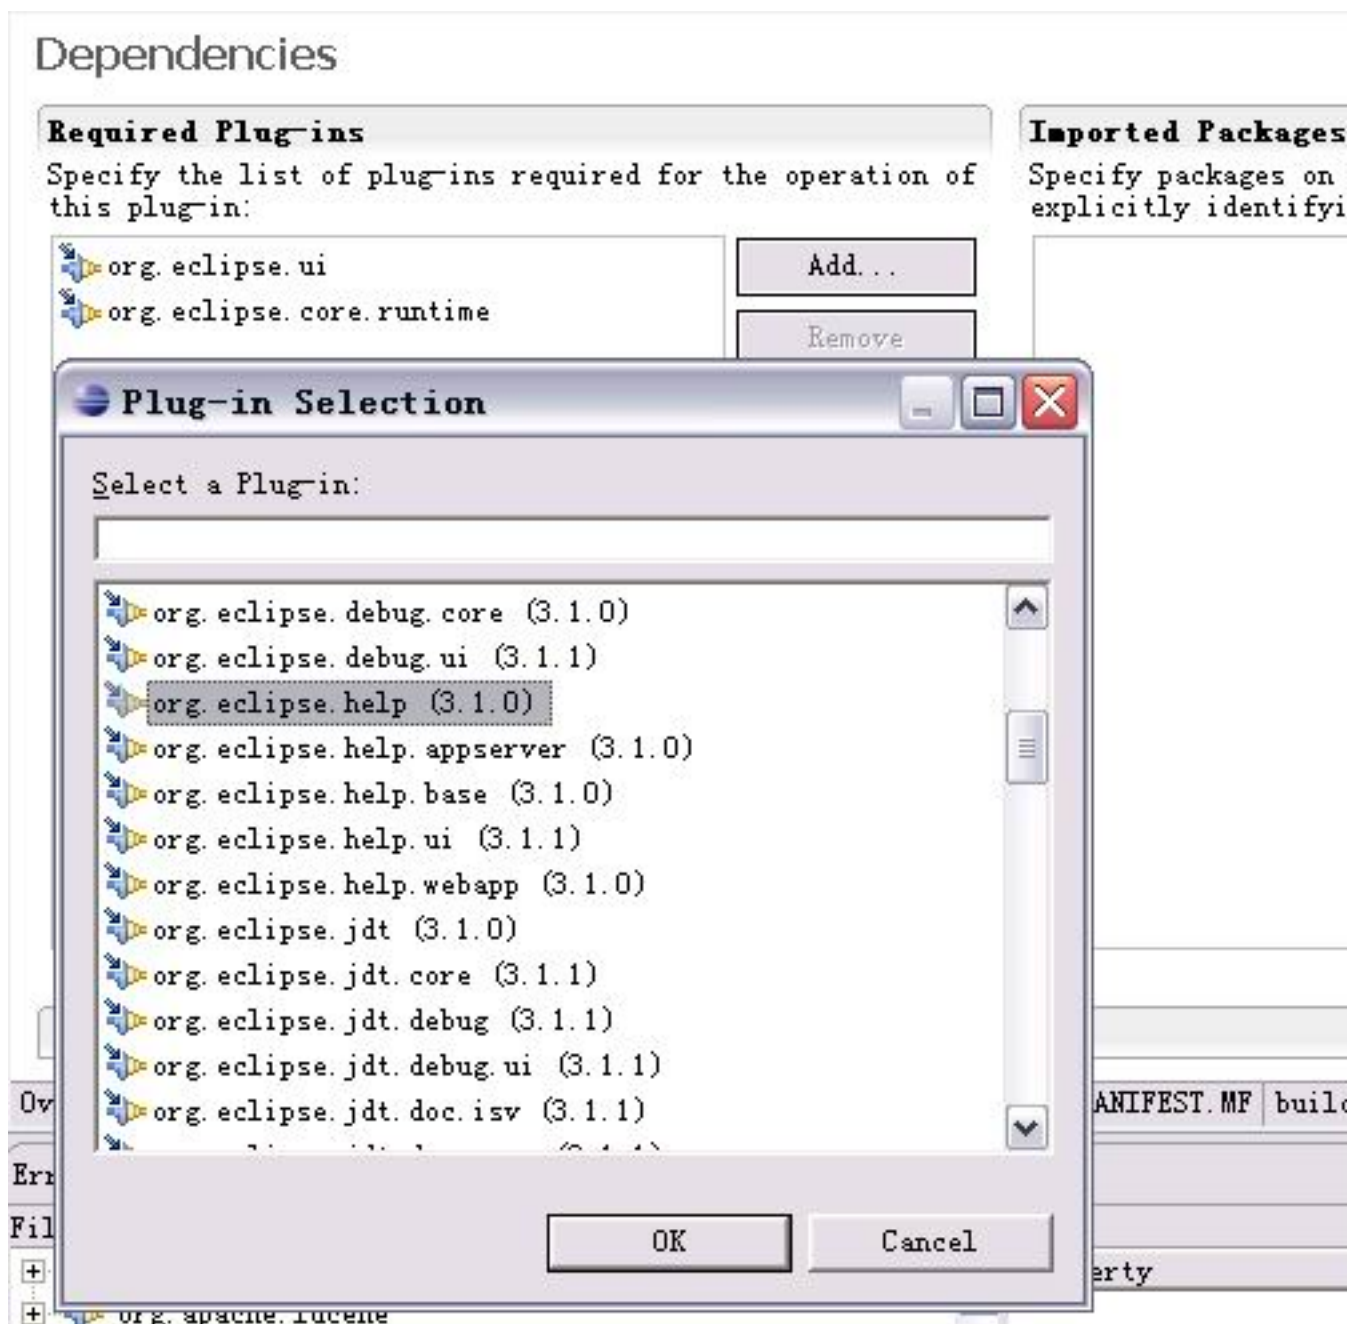 Dependencies
Required Plug-ins
Specify the list of plug-ins required for the operation of
this plug-in:
org.eclipse.ui
org.eclipse.core.runtime
Add...
Remove
Imported Packages
Specify packages on
explicitly identifyi
Plug-in Selection
Select a Plug-in:
org.eclipse.debug.core (3.1.0)
org.eclipse.debug.ui (3.1.1)
org.eclipse.help (3.1.0)
org.eclipse.help.appserver (3.1.0)
org.eclipse.help.base (3.1.0)
org.eclipse.help.ui (3.1.1)
org.eclipse.help.webapp (3.1.0)
org.eclipse.jdt (3.1.0)
org.eclipse.jdt.core (3.1.1)
org.eclipse.jdt.debug (3.1.1)
org.eclipse.jdt.debug.ui (3.1.1)
org.eclipse.jdt.doc.isv (3.1.1)
OK
Cancel
Ov
ANIFEST.MF
build
Err
Fil
erty
org.apache.lucene